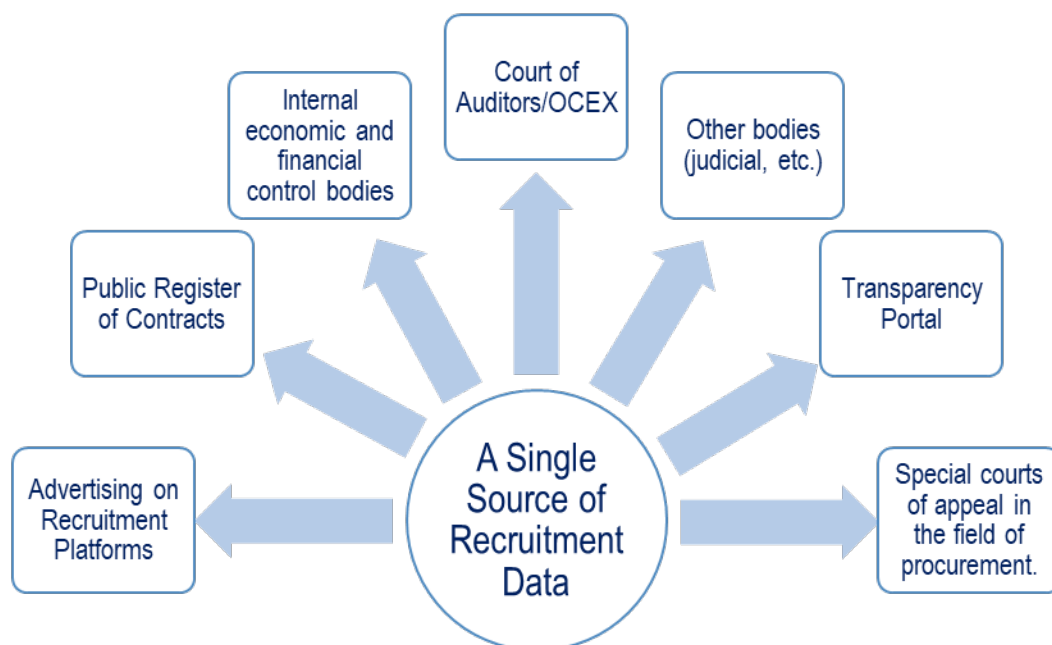 Court of
Auditors/OCEX
Internal
economic and
financial
control bodies
Other bodies
(judicial, etc.)
Public Register
of Contracts
Transparency
Portal
Advertising on
Recruitment
Platforms
A Single
Source of
Recruitment
Data
Special courts
of appeal in
the field of
procurement.